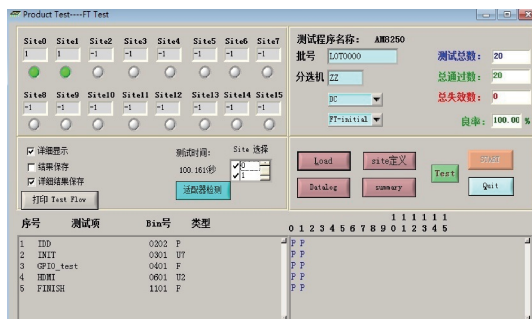 Product Test----FT Test
Site0 Site1 Site2 Site3 Site4 Site5 Site6 Site7
1 1 -1 -1 -1 -1 -1 -1
Site8 Site9 Site10 Site11 Site12 Site13 Site14 Site15
-1 -1 -1 -1 -1 -1 -1 -1
测试程序名称: AM8250
批号 LOT0000 测试总数: 20
分选机 ZZ 总通过数: 20
DC 总失效数: 0
FT-initial 良率: 100.00 %
详细显示
结果保存
详细结果保存
打印 Test Flow
测试时间: Site 选择
100.161秒 0
1
适配器检测
Load site定义 Test START
Datalog summary Quit
序号 测试项 Bin号 类型
1 1 1 1 1 1
0 1 2 3 4 5 6 7 8 9 0 1 2 3 4 5
1 IDD 0202 P P P
2 INIT 0301 U7 P P
3 GPIO_test 0401 F P P
4 HDMI 0601 U2 P P
5 FINISH 1101 F P P